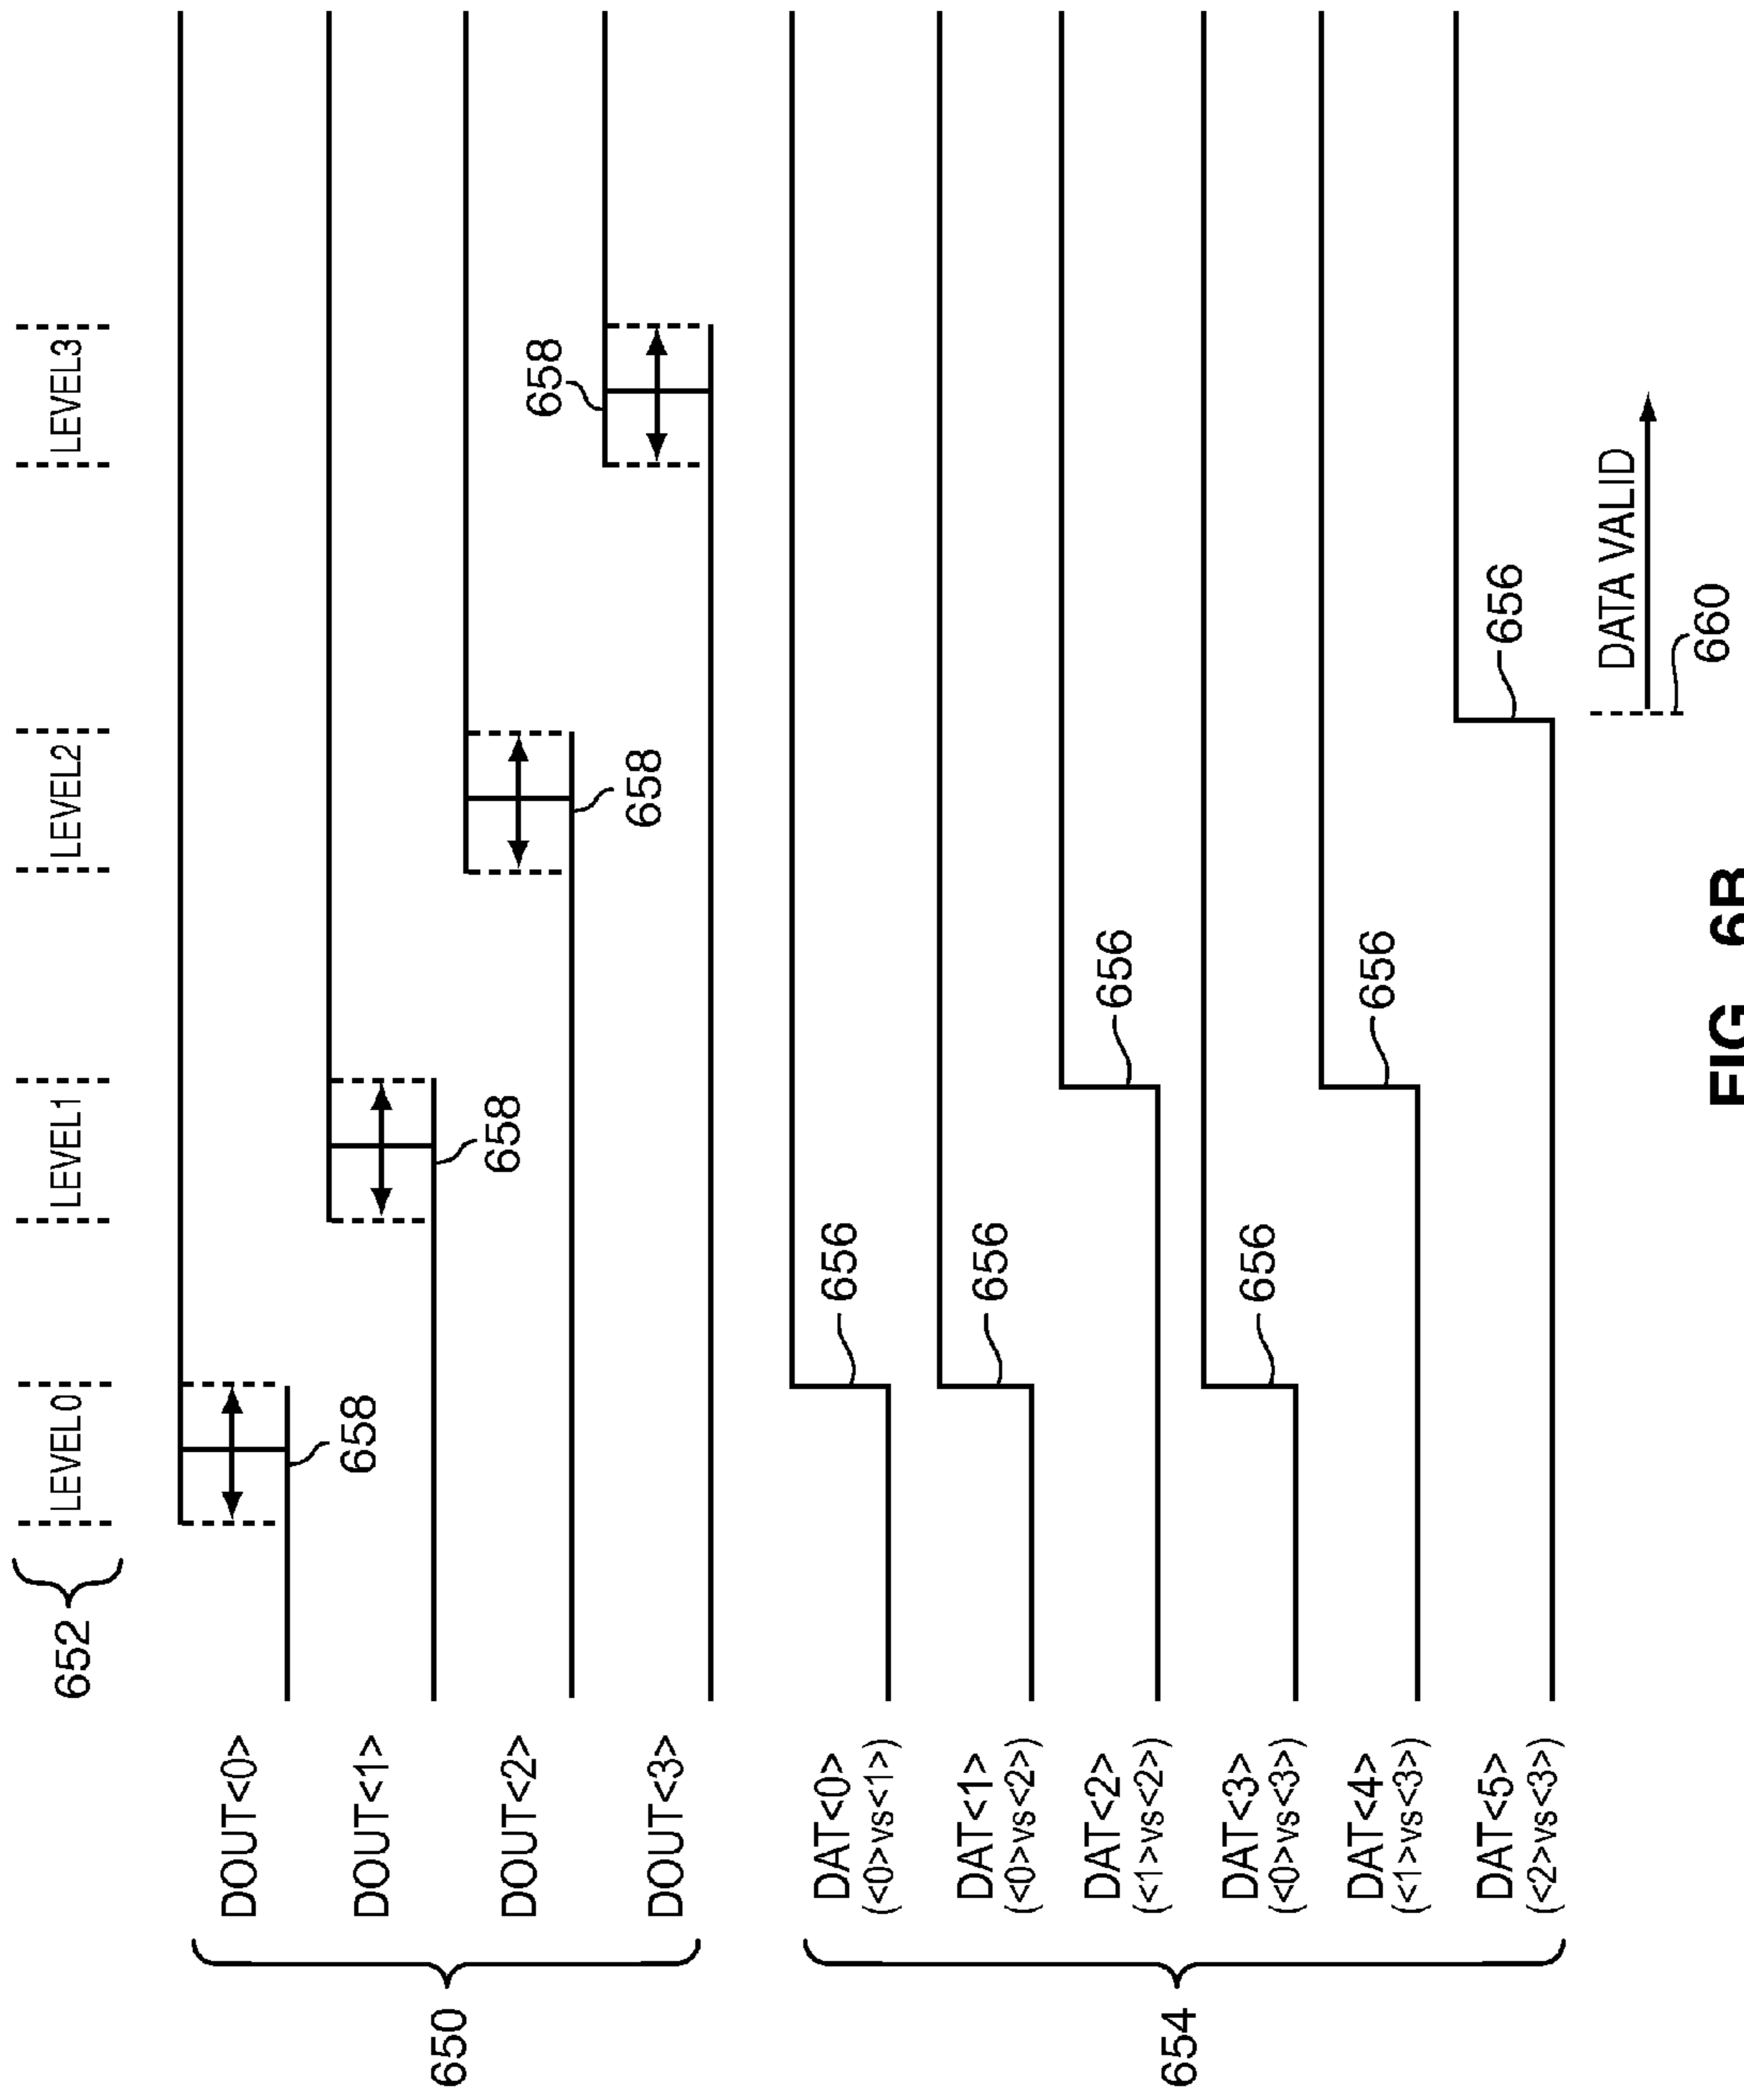 652
LEVEL0
LEVEL1
LEVEL2
LEVEL3
650
DOUT<0>
658
DOUT<1>
658
DOUT<2>
658
DOUT<3>
658
654
DAT<0>
(<0>vs<1>)
656
DAT<1>
(<0>vs<2>)
656
DAT<2>
(<1>vs<2>)
656
DAT<3>
(<0>vs<3>)
656
DAT<4>
(<1>vs<3>)
656
DAT<5>
(<2>vs<3>)
656
DATA VALID
660
FIG_6B